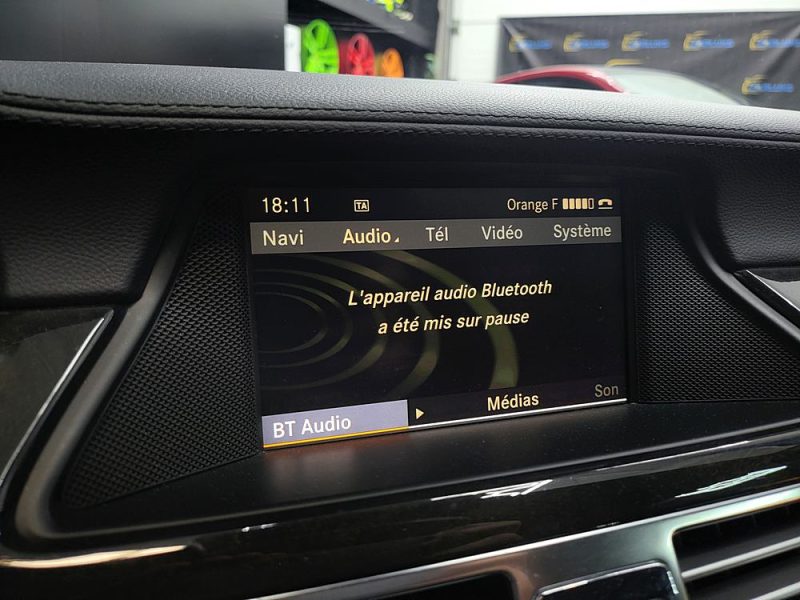 18:11 TA Orange F
Navi Audio Tél Vidéo Système
L'appareil audio Bluetooth
a été mis sur pause
BT Audio Médias Son